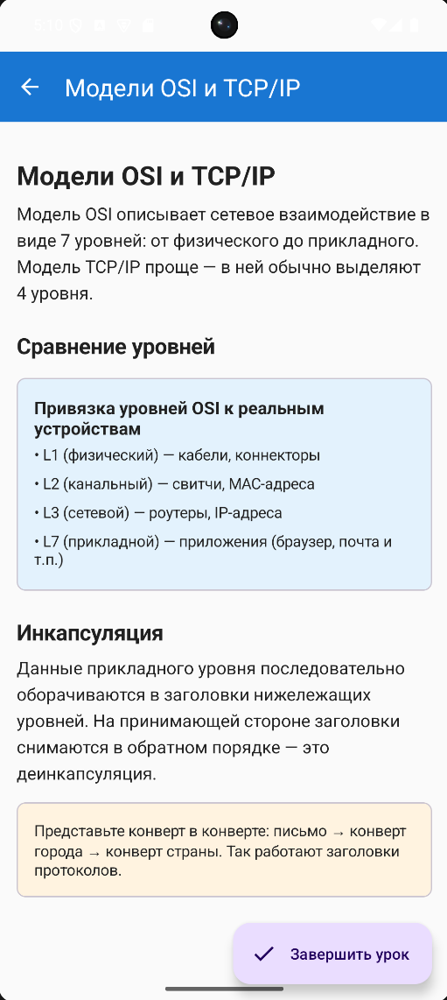 Модели OSI и TCP/IP
Модели OSI и TCP/IP
Модель OSI описывает сетевое взаимодействие в
виде 7 уровней: от физического до прикладного.
Модель TCP/IP проще — в ней обычно выделяют
4 уровня.
Сравнение уровней
Привязка уровней OSI к реальным
устройствам
• L1 (физический) — кабели, коннекторы
• L2 (канальный) — свитчи, MAC-адреса
• L3 (сетевой) — роутеры, IP-адреса
• L7 (прикладной) — приложения (браузер, почта и
т.п.)
Инкапсуляция
Данные прикладного уровня последовательно
оборачиваются в заголовки нижележащих
уровней. На принимающей стороне заголовки
снимаются в обратном порядке — это
деинкапсуляция.
Представьте конверт в конверте: письмо → конверт
города → конверт страны. Так работают заголовки
протоколов.
Завершить урок